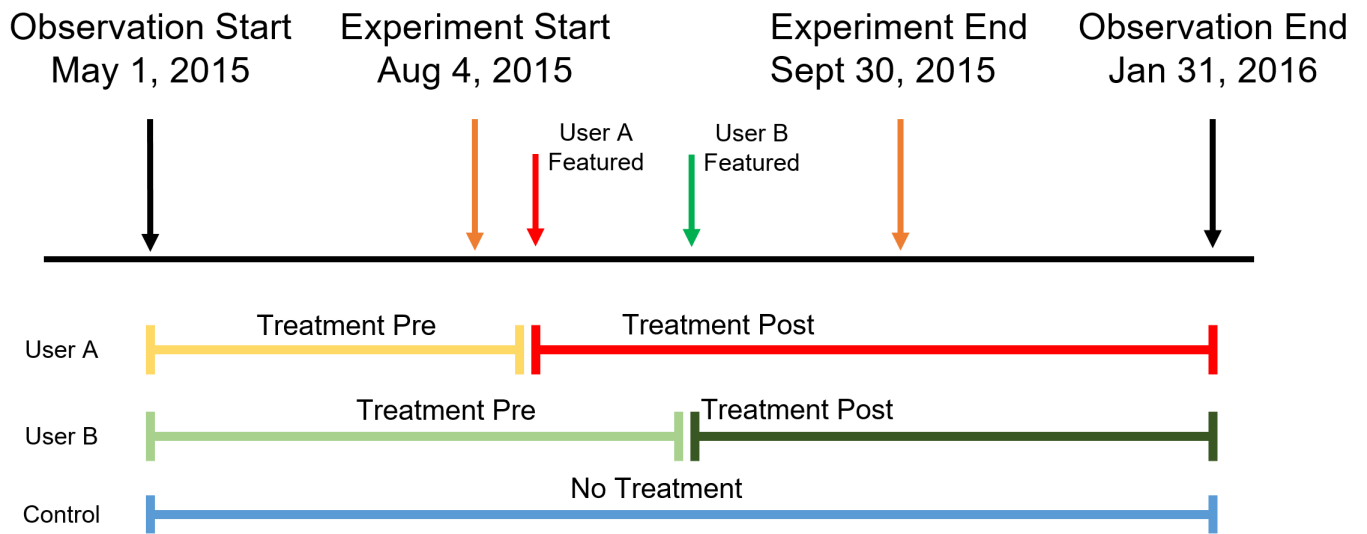 Observation Start
May 1, 2015
Experiment Start
Aug 4, 2015
Experiment End
Sept 30, 2015
Observation End
Jan 31, 2016
User A
Featured
User B
Featured
Treatment Pre
Treatment Post
User A
Treatment Pre
Treatment Post
User B
No Treatment
Control